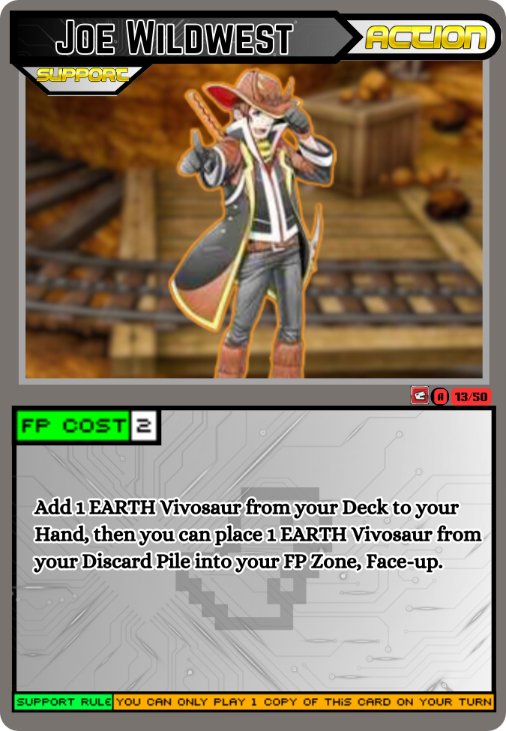 JOE WILDWEST
ACTION
SUPPORT
A 13/50
FP COST 2
Add 1 EARTH Vivosaur from your Deck to your
Hand, then you can place 1 EARTH Vivosaur from
your Discard Pile into your FP Zone, Face-up.
SUPPORT RULE YOU CAN ONLY PLAY 1 COPY OF THIS CARD ON YOUR TURN